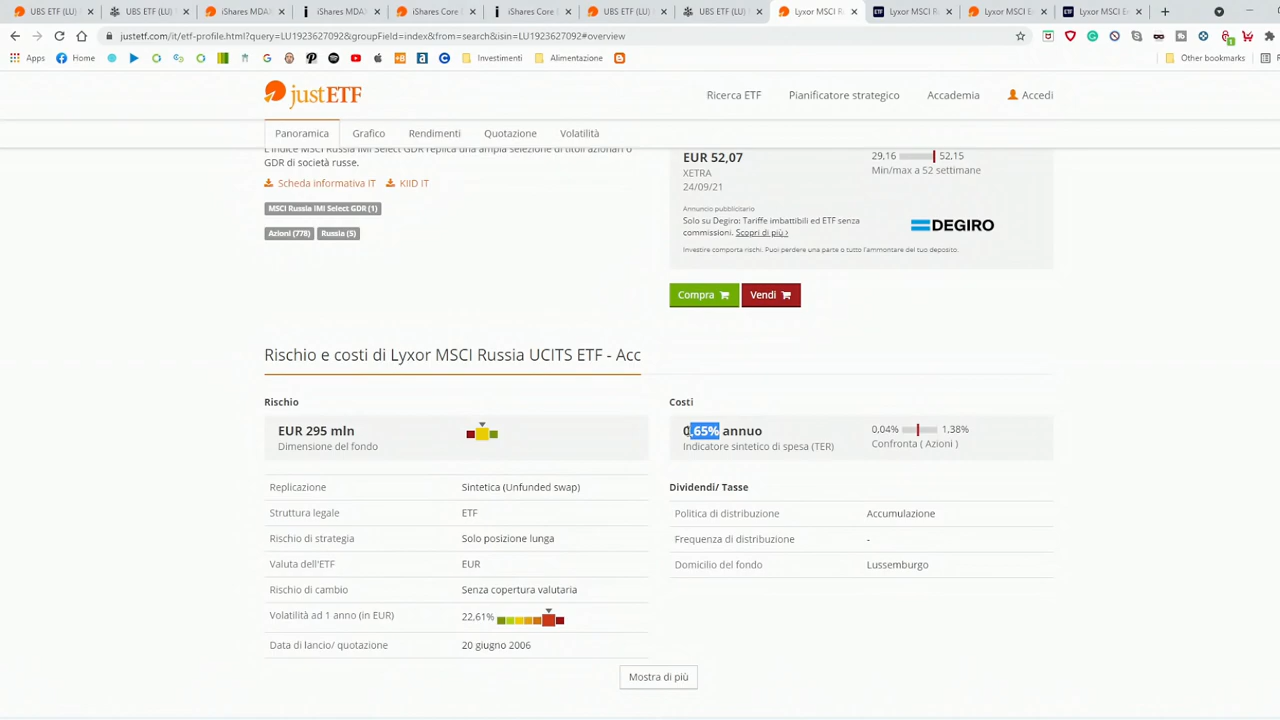 UBS ETF (LU)
UBS ETF (LU)
iShares MDA
iShares MDAX
iShares Core E
iShares Core E
UBS ETF (LU)
UBS ETF (LU)
Lyxor MSCI Ru
Lyxor MSCI Ru
Lyxor MSCI E
Lyxor MSCI Ea
justetf.com/it/etf-profile.html?query=LU1923627092&groupField=index&from=search&isin=LU1923627092#overview
Apps
Home
Investimenti
Alimentazione
Other bookmarks
justETF
Ricerca ETF
Pianificatore strategico
Accademia
Accedi
Panoramica
Grafico
Rendimenti
Quotazione
Volatilità
L'indice MSCI Russia IMI Select GDR replica una ampia selezione di titoli azionari o
GDR di società russe.
Scheda informativa IT
KIID IT
MSCI Russia IMI Select GDR (1)
Azioni (778)
Russia (5)
EUR 52,07
XETRA
24/09/21
29,16
52,15
Min/max a 52 settimane
Annuncio pubblicitario
Solo su Degiro: Tariffe imbattibili ed ETF senza
commissioni. Scopri di più›
DEGIRO
Investire comporta rischi. Puoi perdere una parte o tutto l'ammontare del tuo deposito.
Compra
Vendi
Rischio e costi di Lyxor MSCI Russia UCITS ETF - Acc
Rischio
EUR 295 mln
Dimensione del fondo
Replicazione
Sintetica (Unfunded swap)
Struttura legale
ETF
Rischio di strategia
Solo posizione lunga
Valuta dell'ETF
EUR
Rischio di cambio
Senza copertura valutaria
Volatilità ad 1 anno (in EUR)
22,61%
Data di lancio/ quotazione
20 giugno 2006
Costi
0,65% annuo
Indicatore sintetico di spesa (TER)
0,04%
1,38%
Confronta ( Azioni )
Dividendi/ Tasse
Politica di distribuzione
Accumulazione
Frequenza di distribuzione
-
Domicilio del fondo
Lussemburgo
Mostra di più